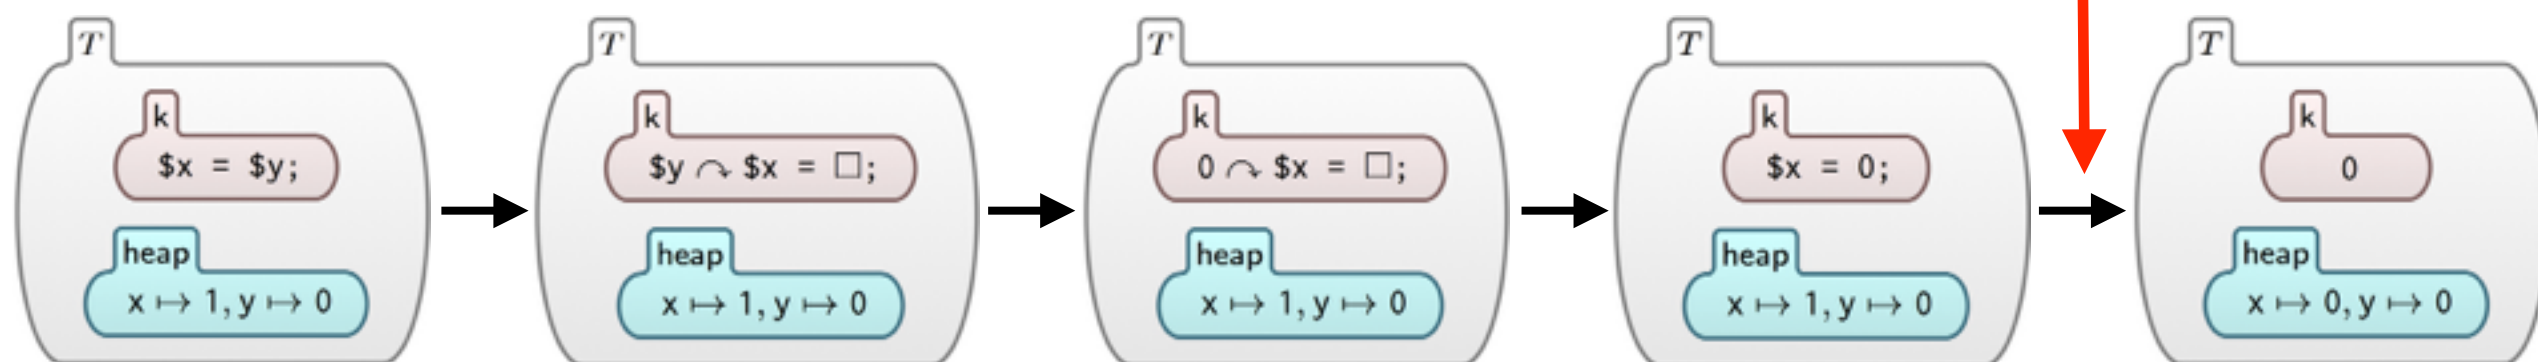 T
k
$x = $y;
heap
x ↦ 1, y ↦ 0
T
k
$y ↷ $x = □;
heap
x ↦ 1, y ↦ 0
T
k
0 ↷ $x = □;
heap
x ↦ 1, y ↦ 0
T
k
$x = 0;
heap
x ↦ 1, y ↦ 0
T
k
0
heap
x ↦ 0, y ↦ 0